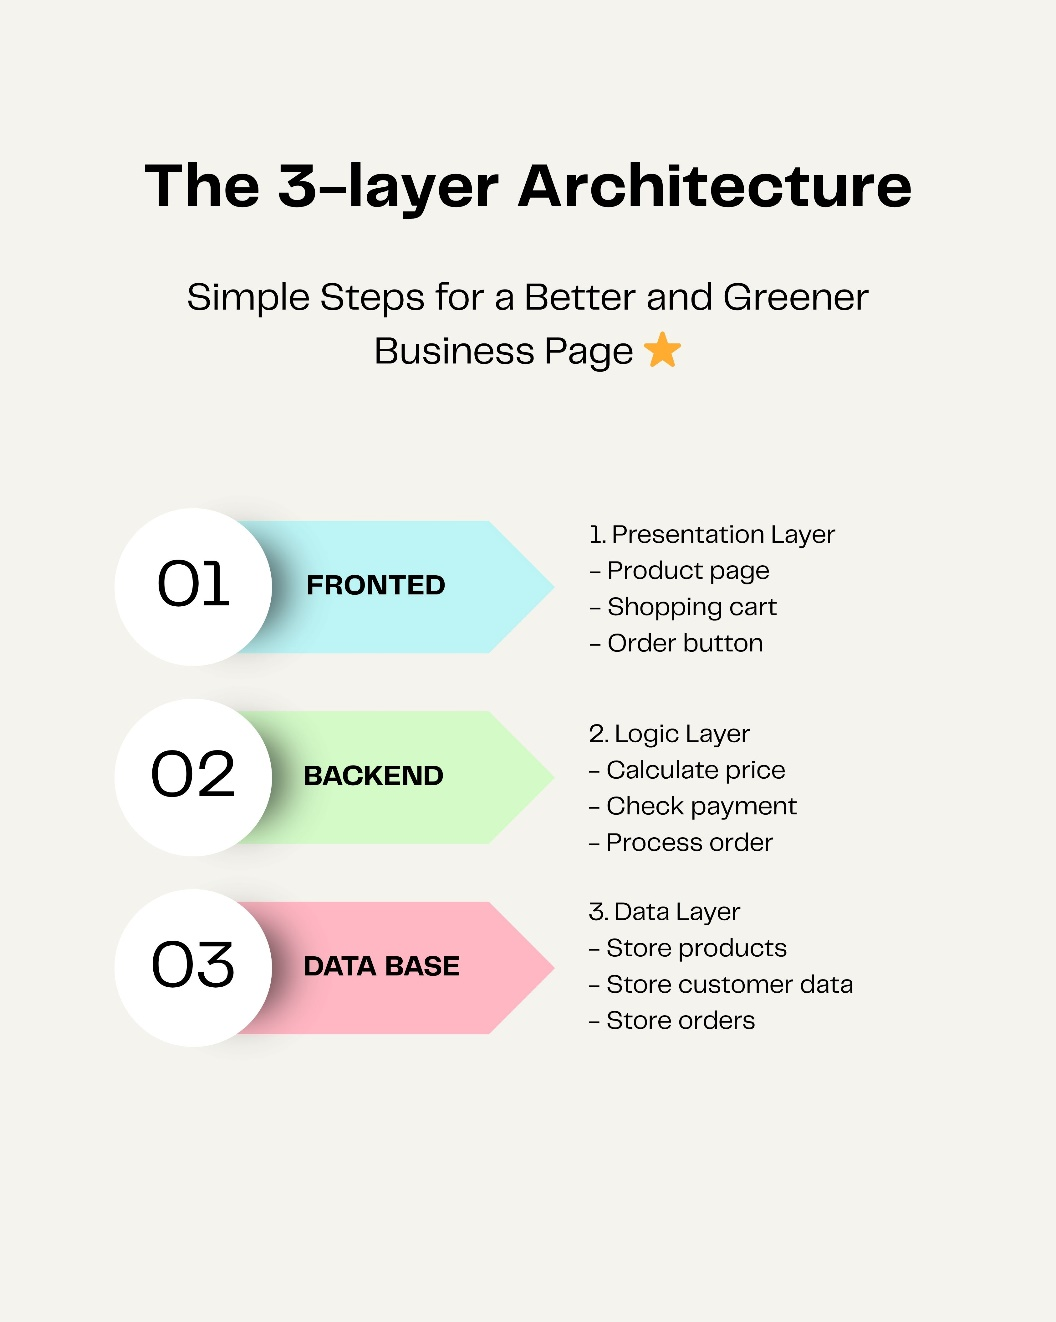 The 3-layer Architecture
Simple Steps for a Better and Greener
Business Page ⭐
01
FRONTED
1. Presentation Layer
- Product page
- Shopping cart
- Order button
02
BACKEND
2. Logic Layer
- Calculate price
- Check payment
- Process order
03
DATA BASE
3. Data Layer
- Store products
- Store customer data
- Store orders